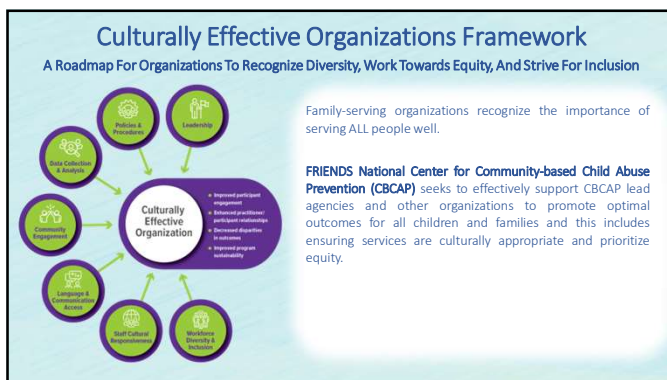 Culturally Effective Organizations Framework
A Roadmap For Organizations To Recognize Diversity, Work Towards Equity, And Strive For Inclusion
Policies &
Procedures
Leadership
Data Collection
& Analysis
Community
Engagement
Language &
Communication
Access
Staff Cultural
Responsiveness
Workforce
Diversity &
Inclusion
Culturally
Effective
Organization
Improved participant
engagement
Enhanced practitioner/
participant relationships
Decreased disparities
in outcomes
Improved program
sustainability
Family-serving organizations recognize the importance of
serving ALL people well.
FRIENDS National Center for Community-based Child Abuse
Prevention (CBCAP) seeks to effectively support CBCAP lead
agencies and other organizations to promote optimal
outcomes for all children and families and this includes
ensuring services are culturally appropriate and prioritize
equity.